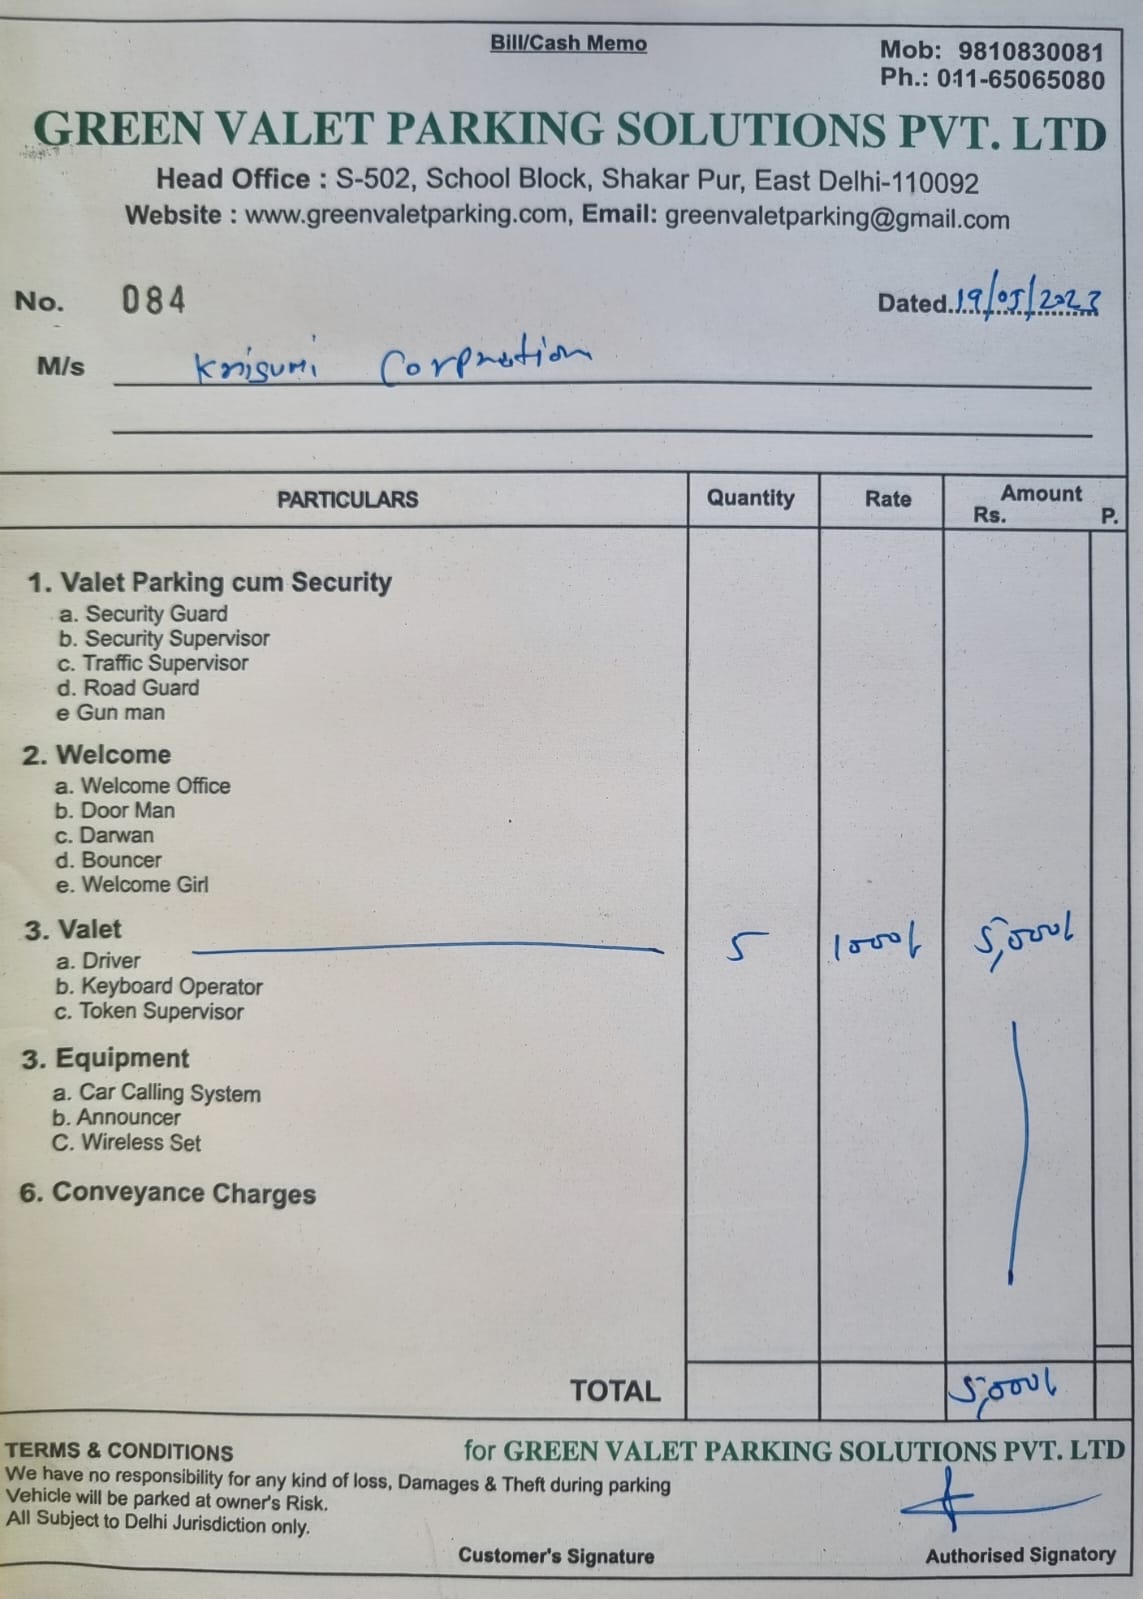 Bill/Cash Memo
Mob: 9810830081
Ph.: 011-65065080
GREEN VALET PARKING SOLUTIONS PVT. LTD
Head Office : S-502, School Block, Shakar Pur, East Delhi-110092
Website : www.greenvaletparking.com, Email: greenvaletparking@gmail.com
No. 084 Dated 19/05/2023
M/s Krisumi Corpration
PARTICULARS Quantity Rate Amount
Rs. P.
1. Valet Parking cum Security
a. Security Guard
b. Security Supervisor
c. Traffic Supervisor
d. Road Guard
e Gun man
2. Welcome
a. Welcome Office
b. Door Man
c. Darwan
d. Bouncer
e. Welcome Girl
3. Valet 5 1000/ 5,000/
a. Driver
b. Keyboard Operator
c. Token Supervisor
3. Equipment
a. Car Calling System
b. Announcer
C. Wireless Set
6. Conveyance Charges
TOTAL 5,000/
TERMS & CONDITIONS
We have no responsibility for any kind of loss, Damages & Theft during parking
Vehicle will be parked at owner's Risk.
All Subject to Delhi Jurisdiction only.
for GREEN VALET PARKING SOLUTIONS PVT. LTD
Customer's Signature Authorised Signatory